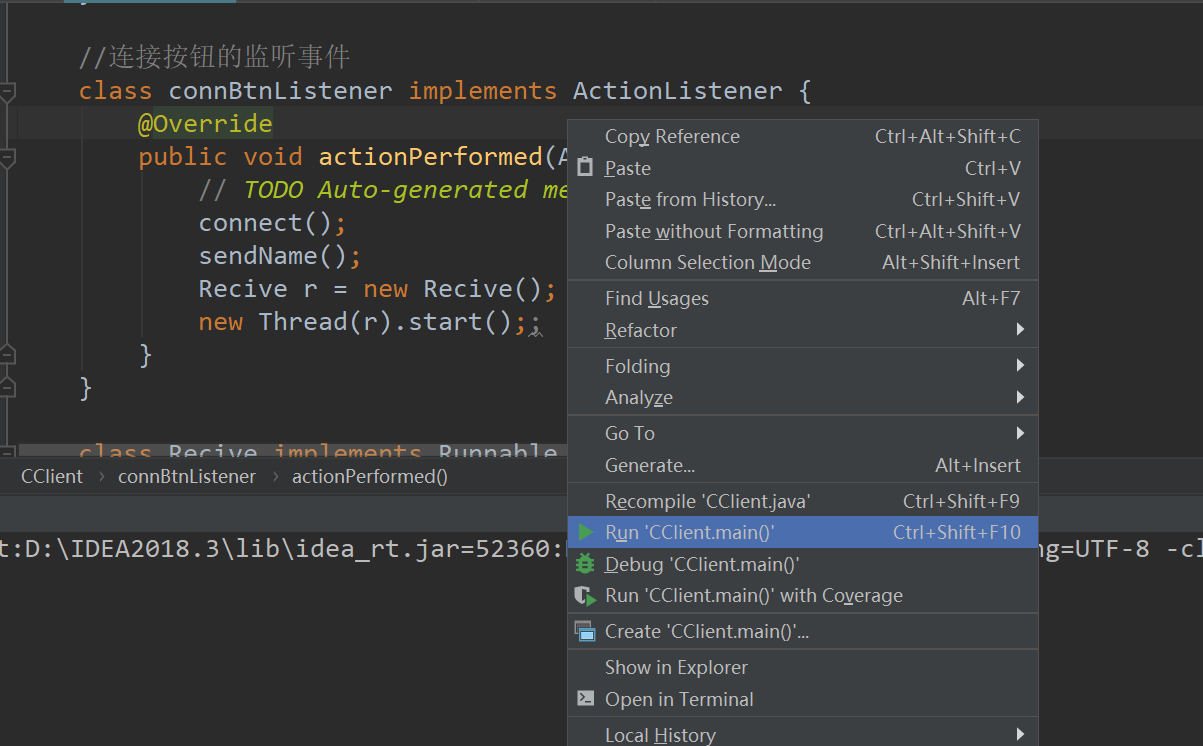 //连接按钮的监听事件
class connBtnListener implements ActionListener {
@Override
public void actionPerformed(
// TODO Auto-generated
connect();
sendName();
Recive r = new Recive();
new Thread(r).start();;
}
}
class Recive implements Runnable
CClient › connBtnListener › actionPerformed()
t:D:\IDEA2018.3\lib\idea_rt.jar=52360: ng=UTF-8 -cl
Copy Reference Ctrl+Alt+Shift+C
Paste Ctrl+V
Paste from History... Ctrl+Shift+V
Paste without Formatting Ctrl+Alt+Shift+V
Column Selection Mode Alt+Shift+Insert
Find Usages Alt+F7
Refactor
Folding
Analyze
Go To
Generate... Alt+Insert
Recompile 'CClient.java' Ctrl+Shift+F9
Run 'CClient.main()' Ctrl+Shift+F10
Debug 'CClient.main()'
Run 'CClient.main()' with Coverage
Create 'CClient.main()'...
Show in Explorer
Open in Terminal
Local History